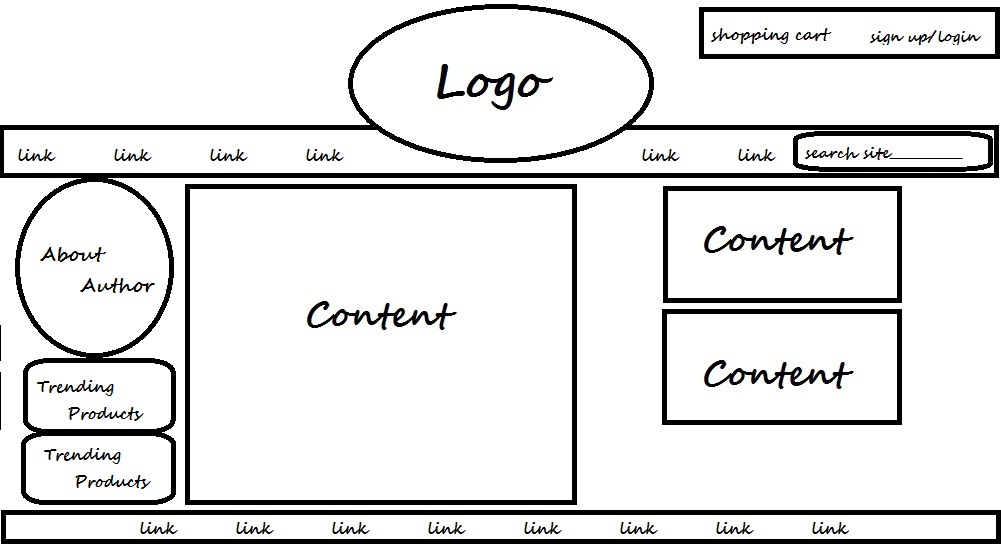 shopping cart sign up/login
Logo
link link link link link link search site
About
Author
Content
Content
Content
Trending
Products
Trending
Products
link link link link link link link link